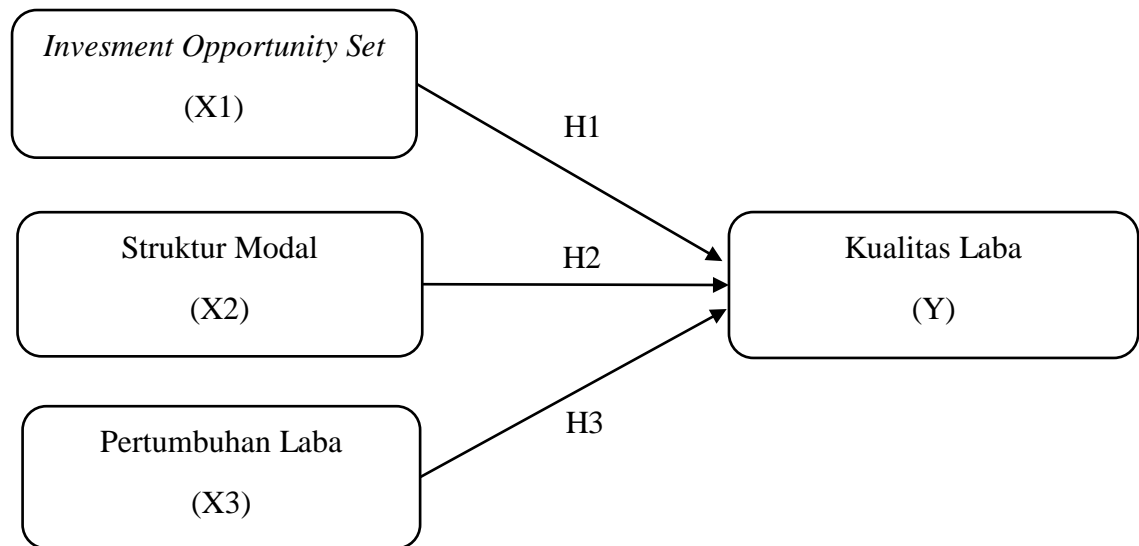 Invesment Opportunity Set
(X1)
H1
Struktur Modal
(X2)
H2
Kualitas Laba
(Y)
Pertumbuhan Laba
(X3)
H3